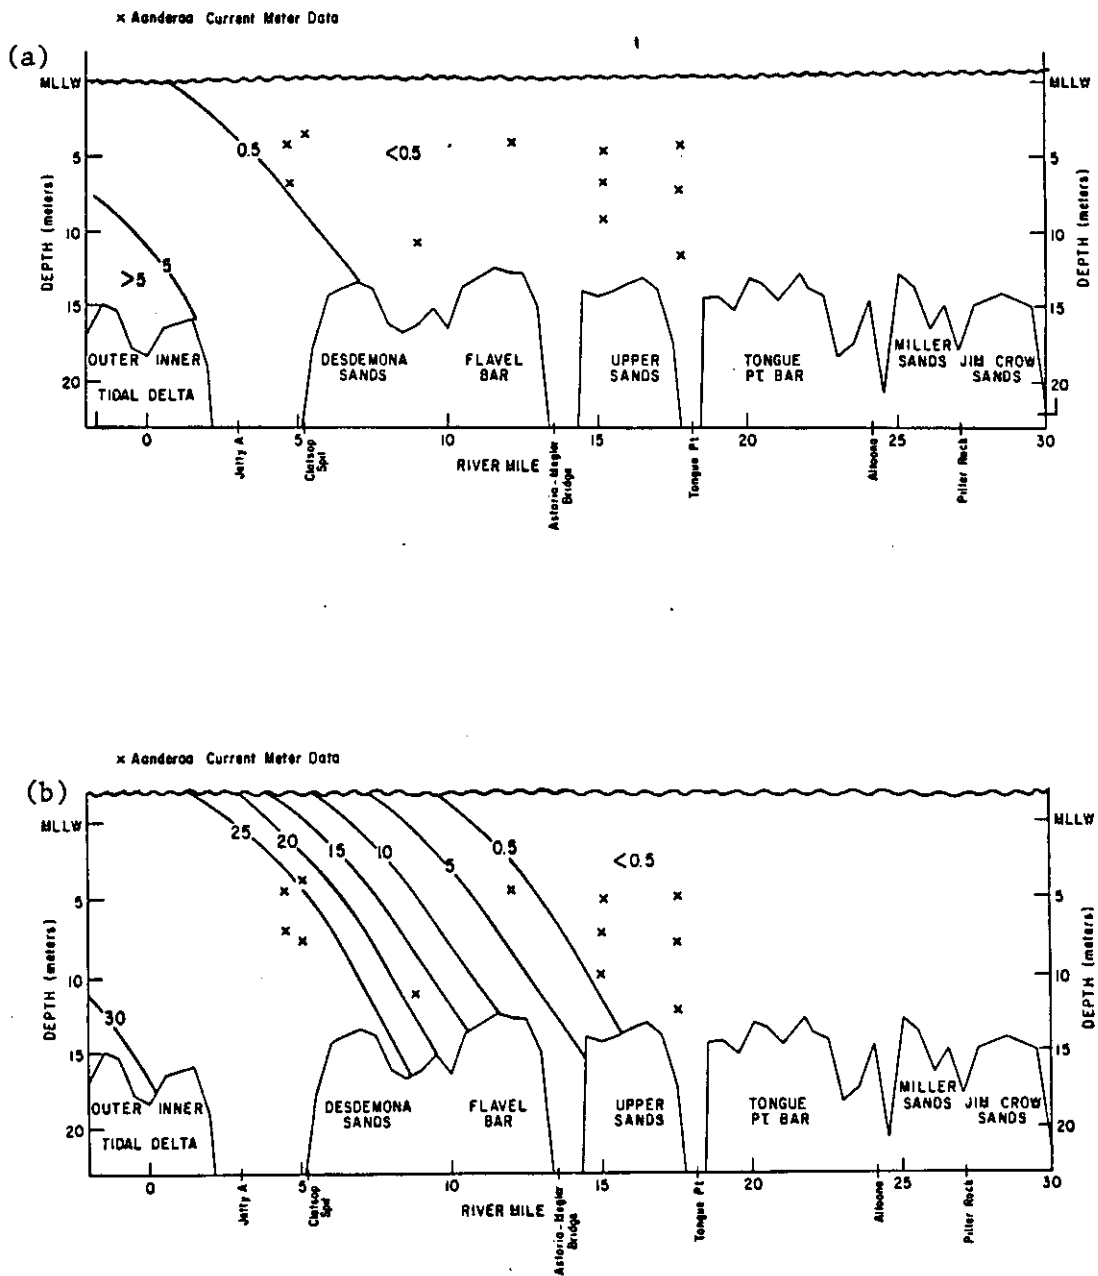 × Aanderaa Current Meter Data
(a)
MLLW
MLLW
0.5
<0.5
5
5
10
10
>5
5
15
15
20
20
DEPTH (meters)
DEPTH (meters)
OUTER INNER
TIDAL DELTA
DESDEMONA
SANDS
FLAVEL
BAR
UPPER
SANDS
TONGUE
PT. BAR
MILLER
SANDS
JIM CROW
SANDS
0
5
10
15
20
25
30
RIVER MILE
Jetty A
Clatsop
Spit
Astoria-Megler
Bridge
Tongue Pt
Altoona
Pillar Rock
× Aanderaa Current Meter Data
(b)
MLLW
MLLW
25
20
15
10
5
0.5
<0.5
30
5
5
10
10
15
15
20
20
DEPTH (meters)
DEPTH (meters)
OUTER INNER
TIDAL DELTA
DESDEMONA
SANDS
FLAVEL
BAR
UPPER
SANDS
TONGUE
PT BAR
MILLER
SANDS
JIM CROW
SANDS
0
5
10
15
20
25
30
RIVER MILE
Jetty A
Clatsop
Spit
Astoria-Megler
Bridge
Tongue Pt
Altoona
Pillar Rock